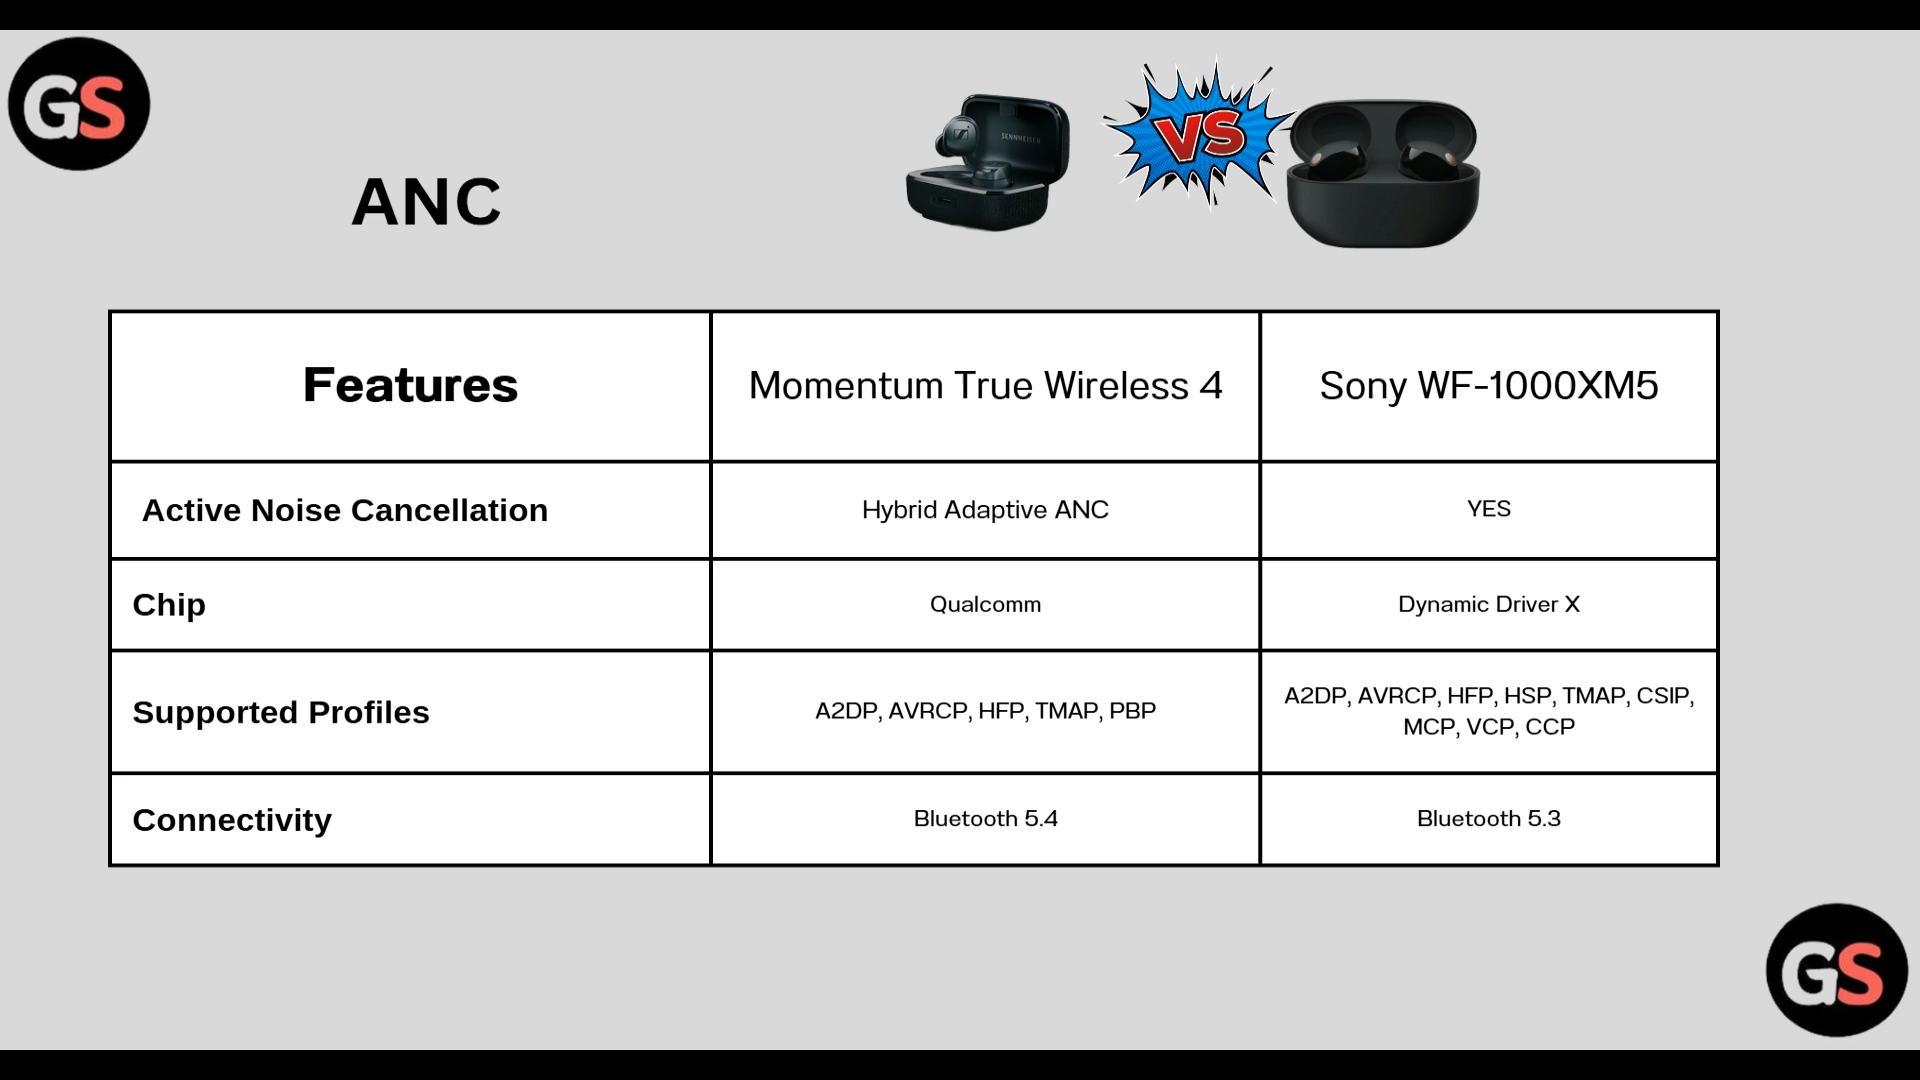 GS
ANC
SENNHEISER
VS
Features
Momentum True Wireless 4
Sony WF-1000XM5
Active Noise Cancellation
Hybrid Adaptive ANC
YES
Chip
Qualcomm
Dynamic Driver X
Supported Profiles
A2DP, AVRCP, HFP, TMAP, PBP
A2DP, AVRCP, HFP, HSP, TMAP, CSIP,
MCP, VCP, CCP
Connectivity
Bluetooth 5.4
Bluetooth 5.3
GS